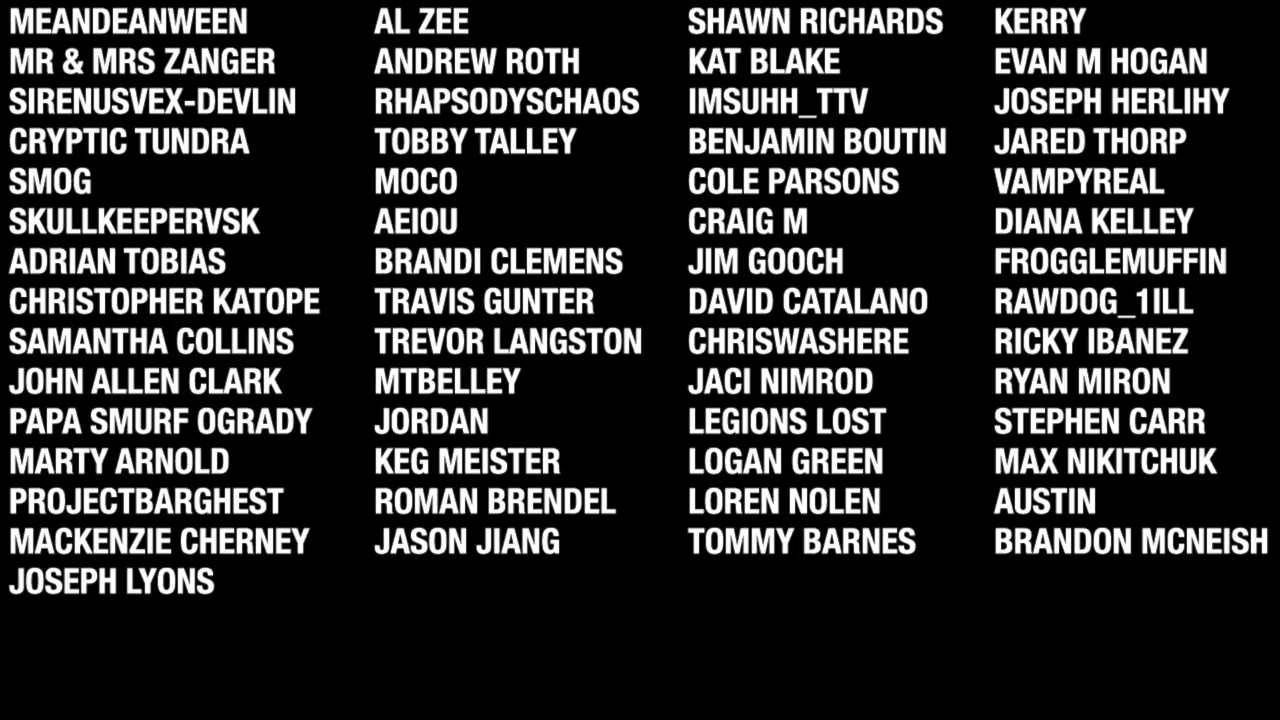 MEANDEANWEEN
MR & MRS ZANGER
SIRENUSVEX-DEVLIN
CRYPTIC TUNDRA
SMOG
SKULLKEEPERVSK
ADRIAN TOBIAS
CHRISTOPHER KATOPE
SAMANTHA COLLINS
JOHN ALLEN CLARK
PAPA SMURF OGRADY
MARTY ARNOLD
PROJECTBARGHEST
MACKENZIE CHERNEY
JOSEPH LYONS
AL ZEE
ANDREW ROTH
RHAPSODYSCHAOS
TOBBY TALLEY
MOCO
AEIOU
BRANDI CLEMENS
TRAVIS GUNTER
TREVOR LANGSTON
MTBELLEY
JORDAN
KEG MEISTER
ROMAN BRENDEL
JASON JIANG
SHAWN RICHARDS
KAT BLAKE
IMSUHH_TTV
BENJAMIN BOUTIN
COLE PARSONS
CRAIG M
JIM GOOCH
DAVID CATALANO
CHRISWASHERE
JACI NIMROD
LEGIONS LOST
LOGAN GREEN
LOREN NOLEN
TOMMY BARNES
KERRY
EVAN M HOGAN
JOSEPH HERLIHY
JARED THORP
VAMPYREAL
DIANA KELLEY
FROGGLEMUFFIN
RAWDOG_1ILL
RICKY IBANEZ
RYAN MIRON
STEPHEN CARR
MAX NIKITCHUK
AUSTIN
BRANDON MCNEISH